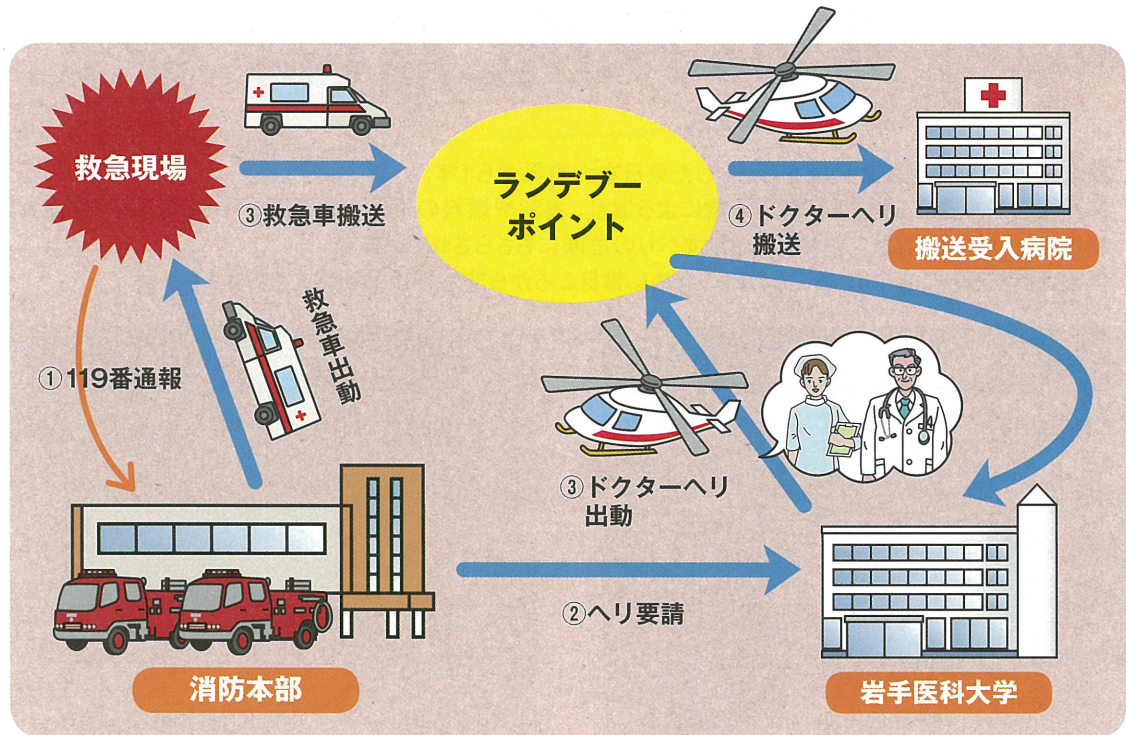 救急現場
③救急車搬送
ランデブー
ポイント
④ドクターヘリ
搬送
搬送受入病院
救急車出動
①119番通報
③ドクターヘリ
出動
②ヘリ要請
消防本部
岩手医科大学